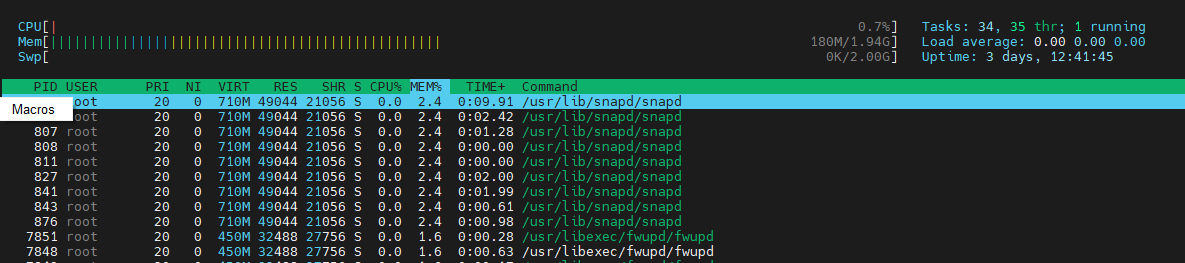 CPU[| 0.7%] Tasks: 34, 35 thr; 1 running
Mem[||||||||||||||||||||||||||||||||||||||||||||||||| 180M/1.94G] Load average: 0.00 0.00 0.00
Swp[ 0K/2.00G] Uptime: 3 days, 12:41:45
PID USER PRI NI VIRT RES SHR S CPU% MEM% TIME+ Command
root 20 0 710M 49044 21056 S 0.0 2.4 0:09.91 /usr/lib/snapd/snapd
Macros
20 0 710M 49044 21056 S 0.0 2.4 0:02.42 /usr/lib/snapd/snapd
807 root 20 0 710M 49044 21056 S 0.0 2.4 0:01.28 /usr/lib/snapd/snapd
808 root 20 0 710M 49044 21056 S 0.0 2.4 0:00.00 /usr/lib/snapd/snapd
811 root 20 0 710M 49044 21056 S 0.0 2.4 0:00.00 /usr/lib/snapd/snapd
827 root 20 0 710M 49044 21056 S 0.0 2.4 0:02.00 /usr/lib/snapd/snapd
841 root 20 0 710M 49044 21056 S 0.0 2.4 0:01.99 /usr/lib/snapd/snapd
843 root 20 0 710M 49044 21056 S 0.0 2.4 0:00.61 /usr/lib/snapd/snapd
876 root 20 0 710M 49044 21056 S 0.0 2.4 0:00.98 /usr/lib/snapd/snapd
7851 root 20 0 450M 32488 27756 S 0.0 1.6 0:00.28 /usr/libexec/fwupd/fwupd
7848 root 20 0 450M 32488 27756 S 0.0 1.6 0:00.63 /usr/libexec/fwupd/fwupd